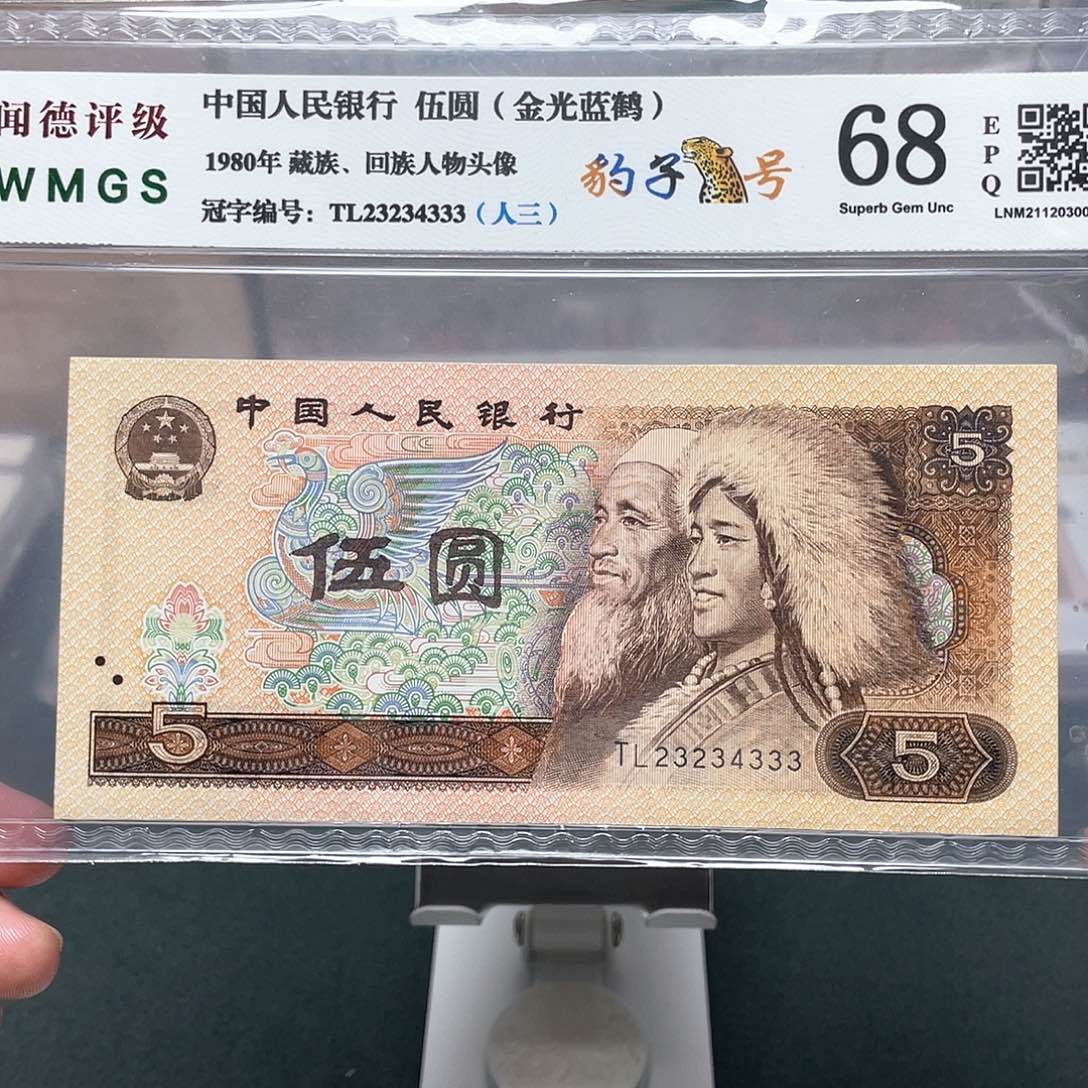 闻德评级
WMGS
中国人民银行 伍圆（金光蓝鹤）
1980年 藏族、回族人物头像
冠字编号：TL23234333（人三）
豹子号
68
Superb Gem Unc
EPQ
LNM21120300
中国人民银行
5
伍圆
5
TL23234333
5